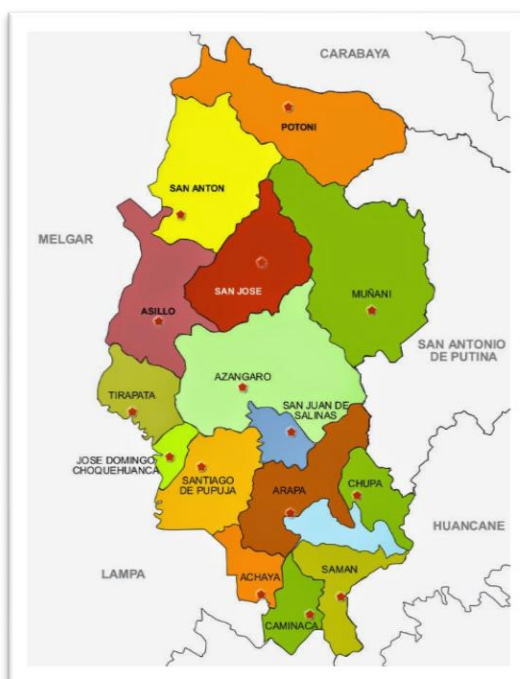 CARABAYA
POTONI
SAN ANTON
MELGAR
SAN JOSE
MUÑANI
ASILLO
SAN ANTONIO
DE PUTINA
AZANGARO
TIRAPATA
SAN JUAN DE
SALINAS
JOSE DOMINGO
CHOQUEHUANCA
SANTIAGO
DE PUPUJA
ARAPA
CHUPA
HUANCANE
LAMPA
ACHAYA
SAMAN
CAMINACA